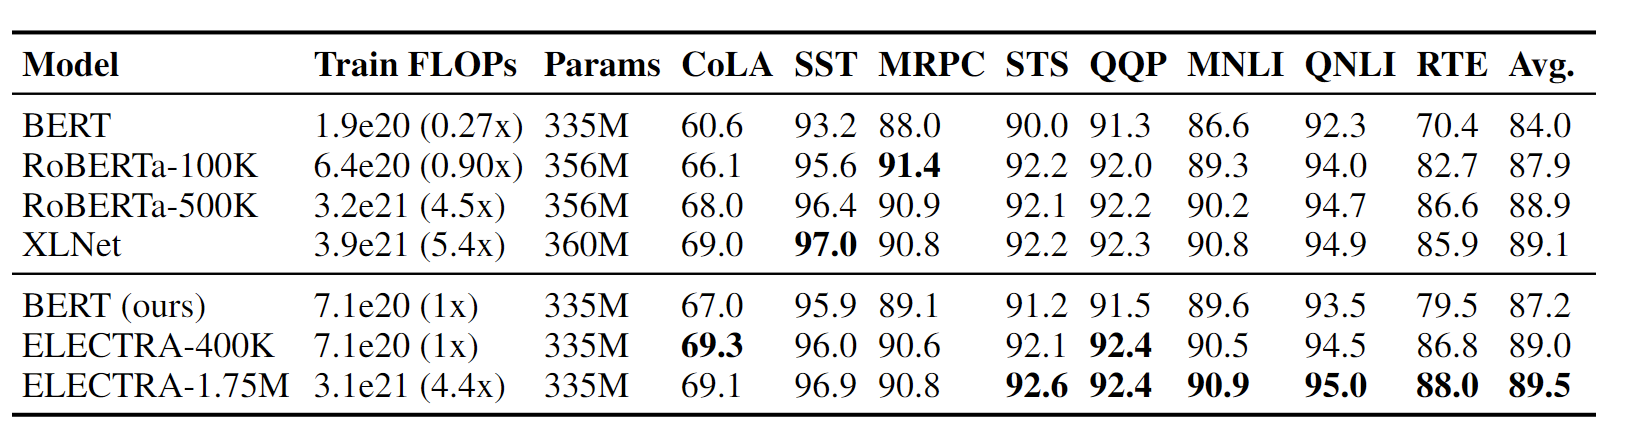 Model Train FLOPs Params CoLA SST MRPC STS QQP MNLI QNLI RTE Avg.
BERT 1.9e20 (0.27x) 335M 60.6 93.2 88.0 90.0 91.3 86.6 92.3 70.4 84.0
RoBERTa-100K 6.4e20 (0.90x) 356M 66.1 95.6 91.4 92.2 92.0 89.3 94.0 82.7 87.9
RoBERTa-500K 3.2e21 (4.5x) 356M 68.0 96.4 90.9 92.1 92.2 90.2 94.7 86.6 88.9
XLNet 3.9e21 (5.4x) 360M 69.0 97.0 90.8 92.2 92.3 90.8 94.9 85.9 89.1
BERT (ours) 7.1e20 (1x) 335M 67.0 95.9 89.1 91.2 91.5 89.6 93.5 79.5 87.2
ELECTRA-400K 7.1e20 (1x) 335M 69.3 96.0 90.6 92.1 92.4 90.5 94.5 86.8 89.0
ELECTRA-1.75M 3.1e21 (4.4x) 335M 69.1 96.9 90.8 92.6 92.4 90.9 95.0 88.0 89.5